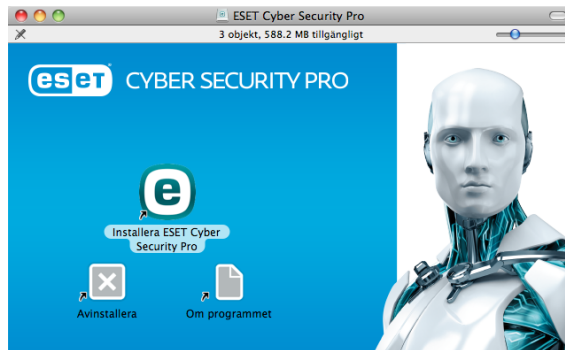 ESET Cyber Security Pro
3 objekt, 588.2 MB tillgängligt
eset CYBER SECURITY PRO
e
Installera ESET Cyber
Security Pro
Avinstallera
Om programmet